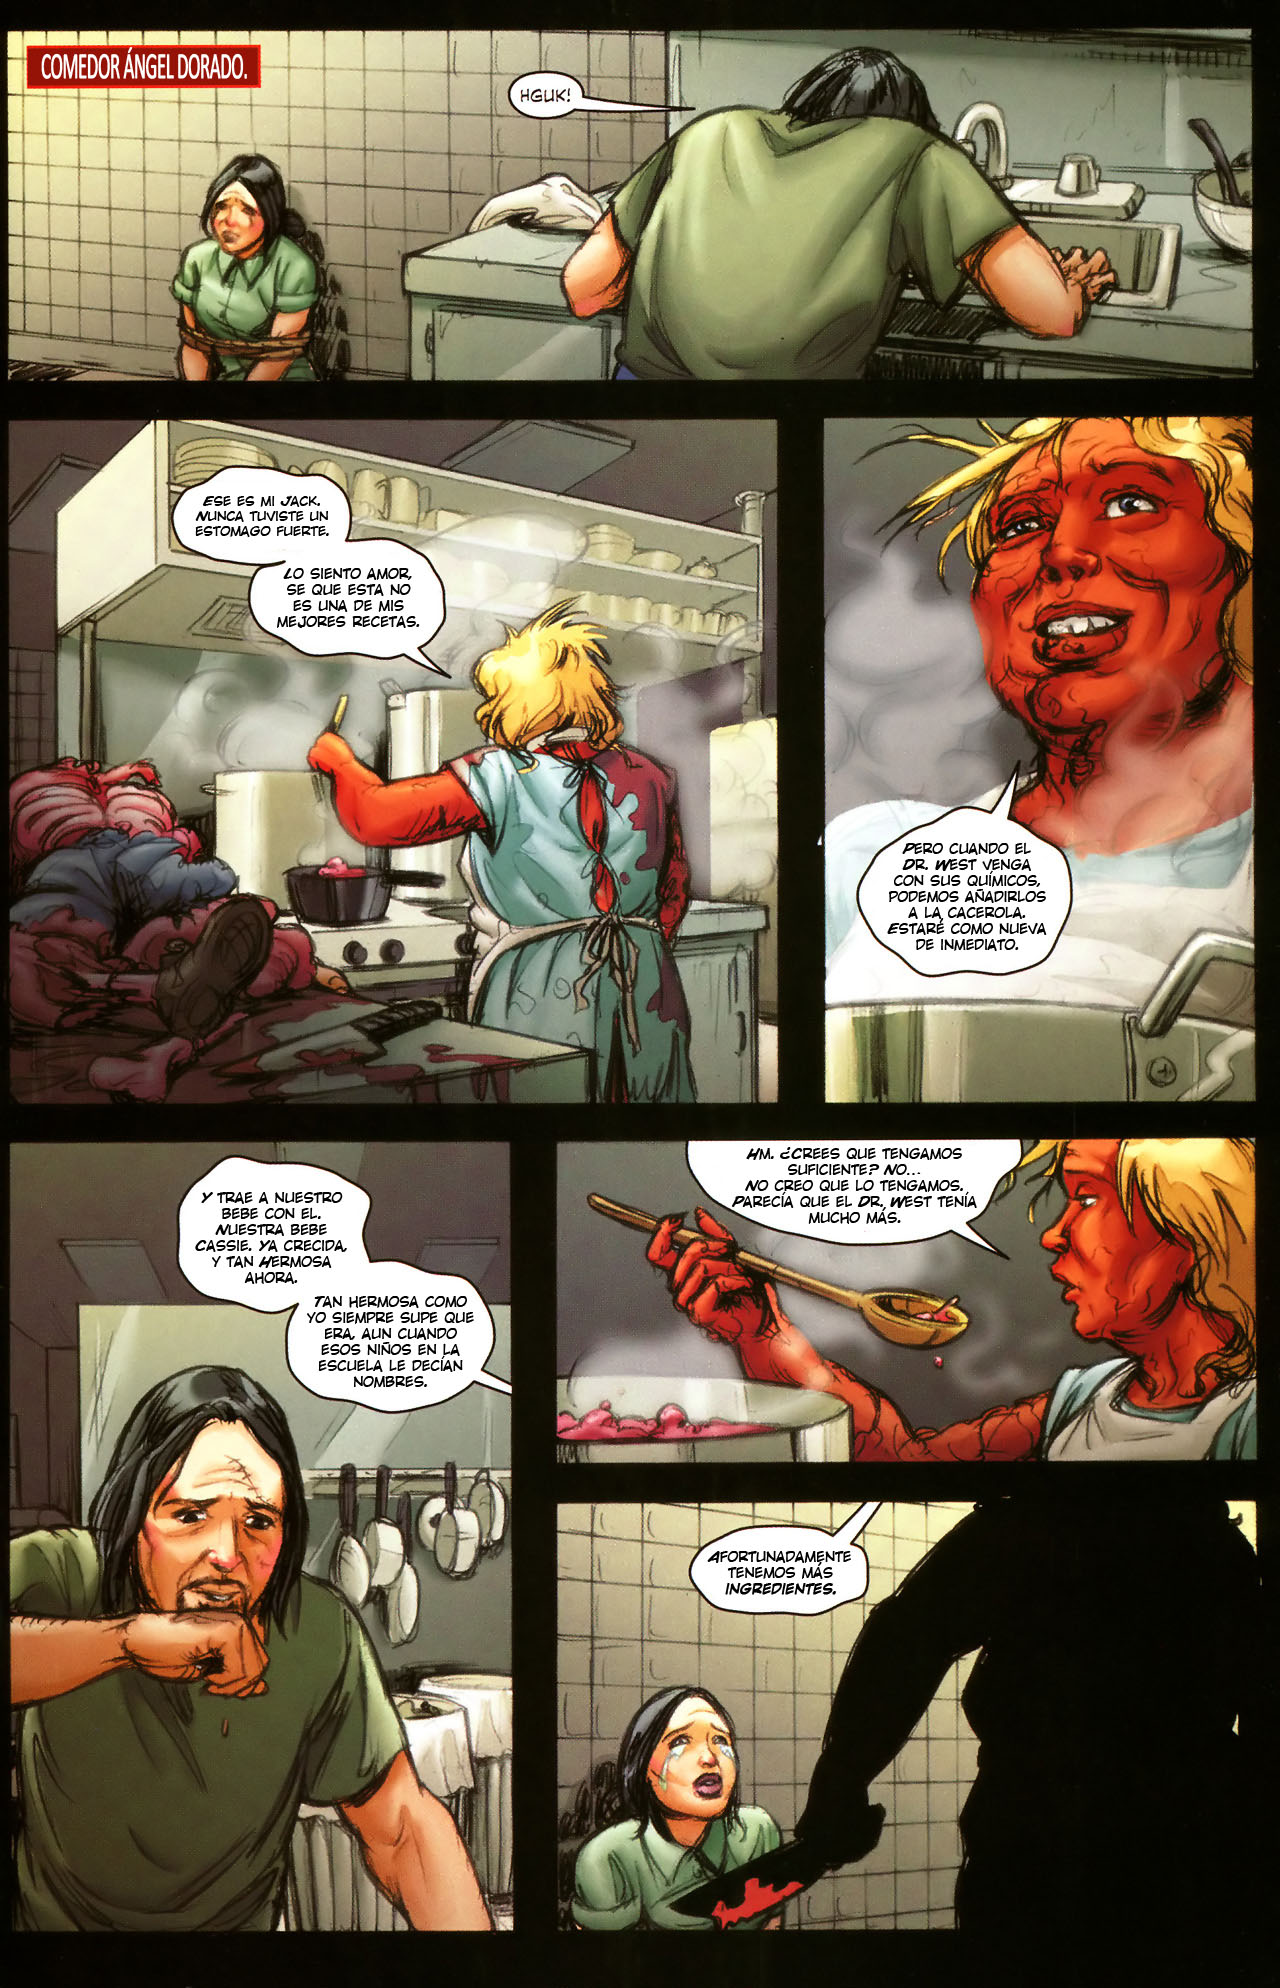 COMEDOR ÁNGEL DORADO.
HGUK!
ESE ES MI JACK.
NUNCA TUVISTE UN
ESTOMAGO FUERTE.
LO SIENTO AMOR,
SE QUE ESTA NO
ES UNA DE MIS
MEJORES RECETAS.
PERO CUANDO EL
DR. WEST VENGA
CON SUS QUÍMICOS,
PODEMOS AÑADIRLOS
A LA CACEROLA.
ESTARÉ COMO NUEVA
DE INMEDIATO.
Y TRAE A NUESTRO
BEBE CON EL.
NUESTRA BEBE
CASSIE. YA CRECIDA,
Y TAN HERMOSA
AHORA.
TAN HERMOSA COMO
YO SIEMPRE SUPE QUE
ERA, AUN CUANDO
ESOS NIÑOS EN LA
ESCUELA LE DECÍAN
NOMBRES.
HM. ¿CREES QUE TENGAMOS
SUFICIENTE? NO...
NO CREO QUE LO TENGAMOS.
PARECÍA QUE EL DR. WEST TENÍA
MUCHO MÁS.
AFORTUNADAMENTE
TENEMOS MÁS
INGREDIENTES.